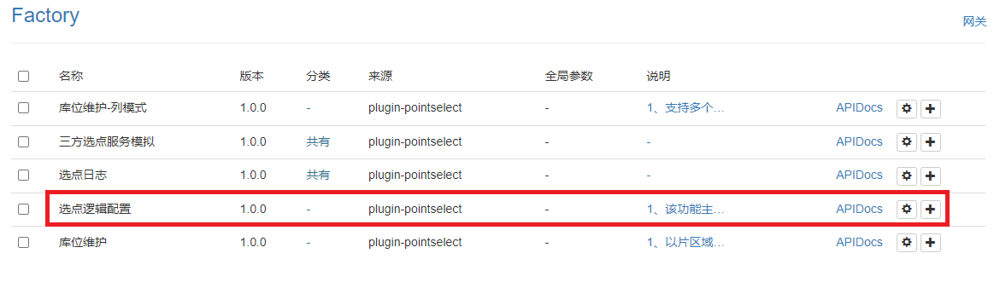 Factory
网关
名称 版本 分类 来源 全局参数 说明
库位维护-列模式 1.0.0 - plugin-pointselect - 1、支持多个... APIDocs
三方选点服务模拟 1.0.0 共有 plugin-pointselect - - APIDocs
选点日志 1.0.0 共有 plugin-pointselect - - APIDocs
选点逻辑配置 1.0.0 - plugin-pointselect - 1、该功能主... APIDocs
库位维护 1.0.0 - plugin-pointselect - 1、以片区域... APIDocs